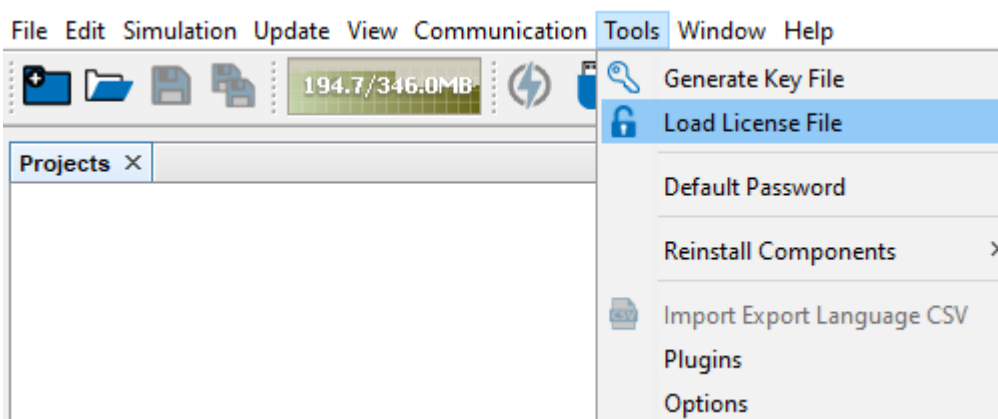 File Edit Simulation Update View Communication Tools Window Help
194.7/346.0MB
Generate Key File
Load License File
Projects
Default Password
Reinstall Components
CSV
Import Export Language CSV
Plugins
Options